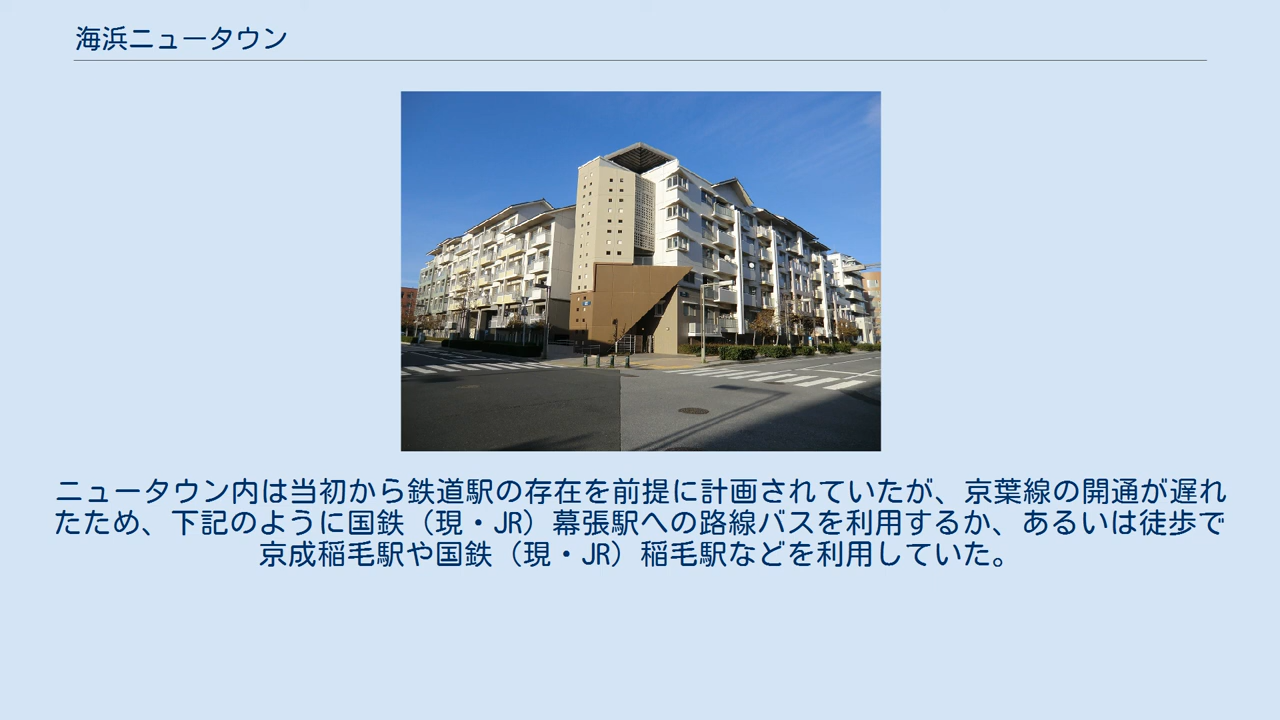 海浜ニュータウン
ニュータウン内は当初から鉄道駅の存在を前提に計画されていたが、京葉線の開通が遅れ
たため、下記のように国鉄（現・JR）幕張駅への路線バスを利用するか、あるいは徒歩で
京成稲毛駅や国鉄（現・JR）稲毛駅などを利用していた。